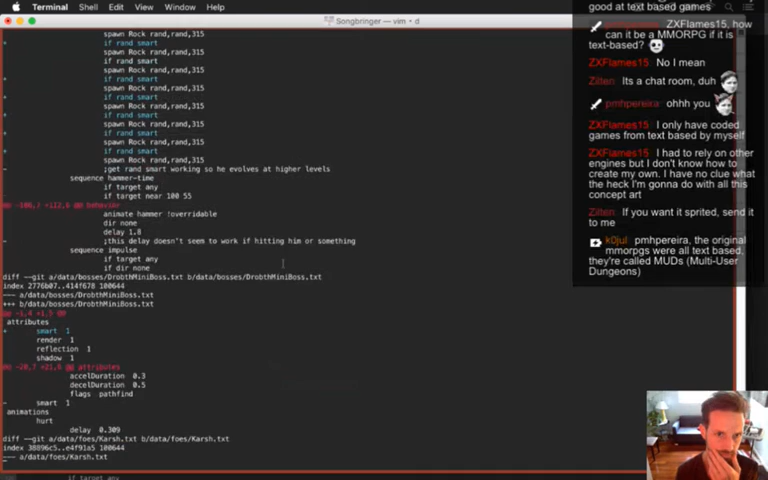 Terminal Shell Edit View Window Help
Songbringer — vim • d
spawn Rock rand,rand,315
+ if rand smart
spawn Rock rand,rand,315
+ if rand smart
spawn Rock rand,rand,315
+ if rand smart
spawn Rock rand,rand,315
+ if rand smart
spawn Rock rand,rand,315
+ if rand smart
spawn Rock rand,rand,315
+ if rand smart
spawn Rock rand,rand,315
+ if rand smart
spawn Rock rand,rand,315
- ;get rand smart working so he evolves at higher levels
sequence hammer-time
if target any
if target near 100 55
behavior
animate hammer !overridable
dir none
delay 1.8
- ;this delay doesn't seem to work if hitting him or something
sequence impulse
if target any
if dir none
diff --git a/data/bosses/DrobthMiniBoss.txt b/data/bosses/DrobthMiniBoss.txt
index 2776b07..414f678 100644
--- a/data/bosses/DrobthMiniBoss.txt
+++ b/data/bosses/DrobthMiniBoss.txt
@@ -1,4 +1,5 @@
attributes
+ smart 1
render 1
reflection 1
shadow 1
@@ -20,7 +21,6 @@ attributes
accelDuration 0.3
decelDuration 0.5
flags pathfind
- smart 1
animations
hurt
delay 0.309
diff --git a/data/foes/Karsh.txt b/data/foes/Karsh.txt
index 38896c5..e4f91a5 100644
--- a/data/foes/Karsh.txt
if target any
good at text based games
pmhpereira: ZXFlames15, how
can it be a MMORPG if it is
text-based?
ZXFlames15: No I mean
Zitten: Its a chat room, duh
pmhpereira: ohhh you
ZXFlames15: I only have coded
games from text based by myself
ZXFlames15: I had to rely on other
engines but I don't know how to
create my own. I have no clue what
the heck I'm gonna do with all this
concept art
Zitten: If you want it sprited, send it
to me
k0jul: pmhpereira, the original
mmorpgs were all text based.
they're called MUDs (Multi-User
Dungeons)